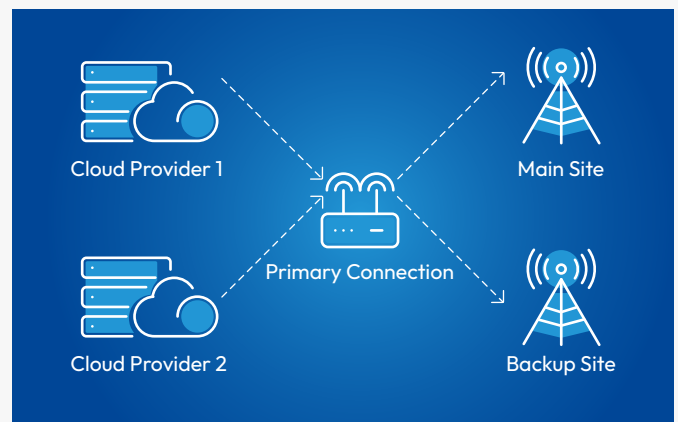 Cloud Provider 1
Main Site
Primary Connection
Cloud Provider 2
Backup Site